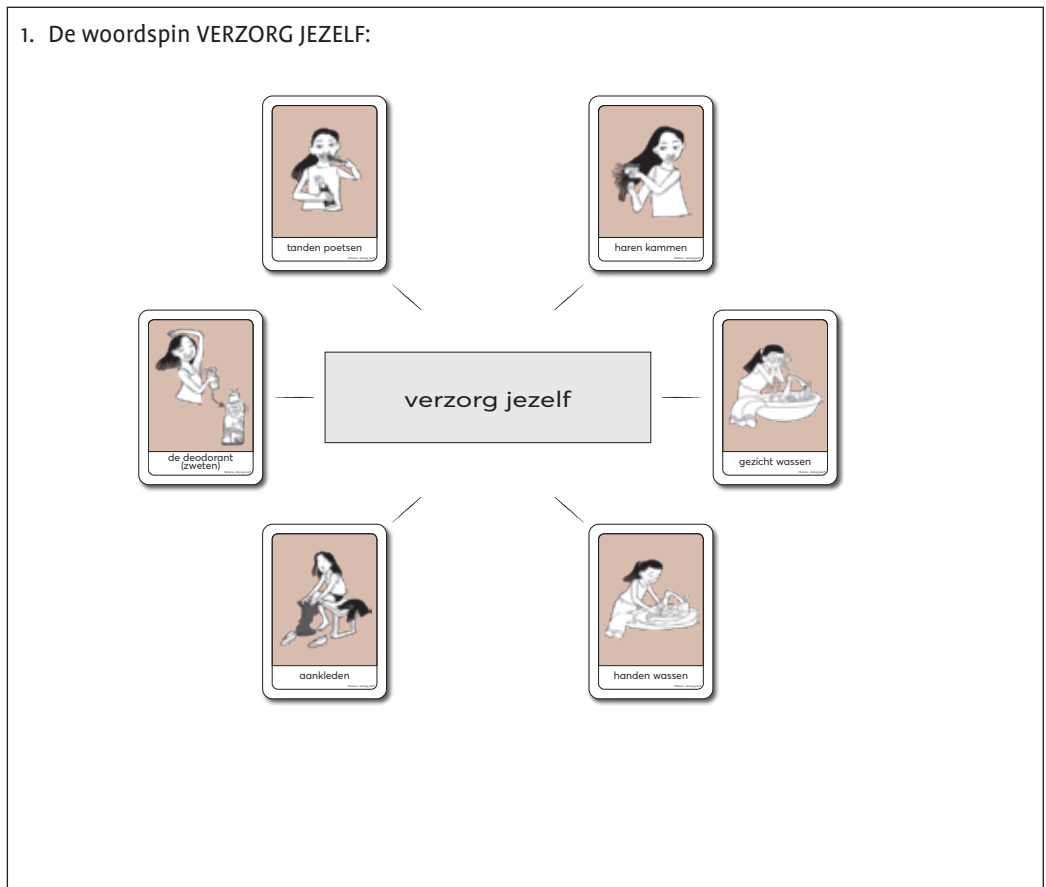 1. De woordspin VERZORG JEZELF:
tanden poetsen
haren kammen
de deodorant
(zweten)
verzorg jezelf
gezicht wassen
aankleden
handen wassen